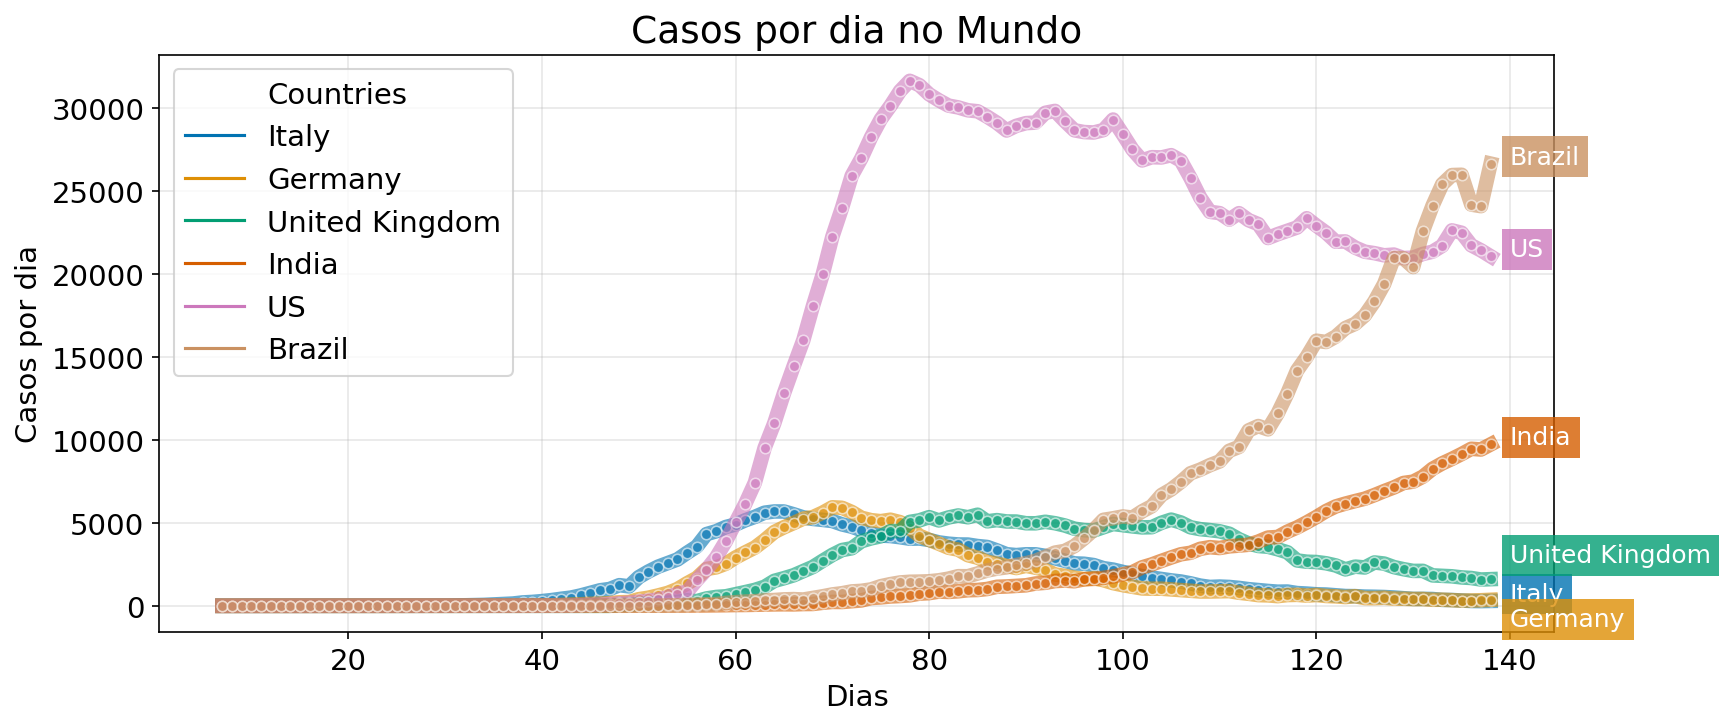 Casos por dia no Mundo
Casos por dia
30000
25000
20000
15000
10000
5000
0
Countries
Italy
Germany
United Kingdom
India
US
Brazil
Brazil
US
India
United Kingdom
Italy
Germany
20 40 60 80 100 120 140
Dias